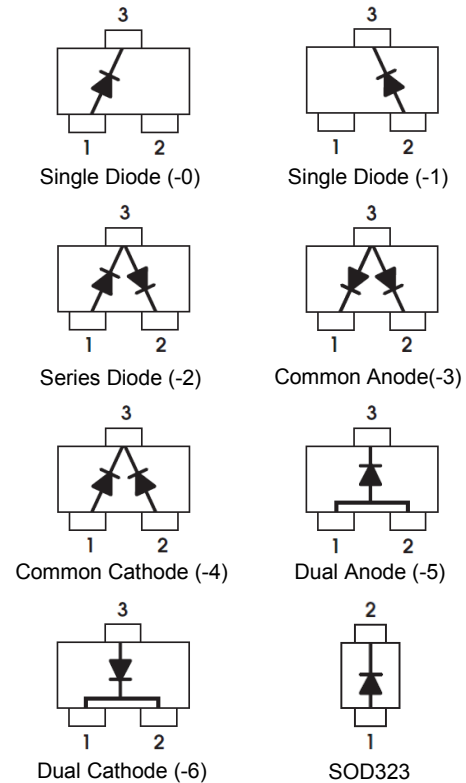 3 3
1 2 1 2
Single Diode (-0) Single Diode (-1)
3 3
1 2 1 2
Series Diode (-2) Common Anode(-3)
3 3
1 2 1 2
Common Cathode (-4) Dual Anode (-5)
3 2
1 2 1
Dual Cathode (-6) SOD323